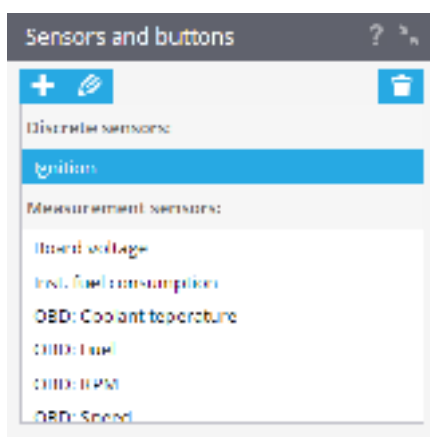 Sensors and buttons ?
Discrete sensors:
Ignition
Measurement sensors:
Board voltage
Inst. fuel consumption
OBD: Coolant teperature
OBD: Fuel
OBD: RPM
OBD: Speed